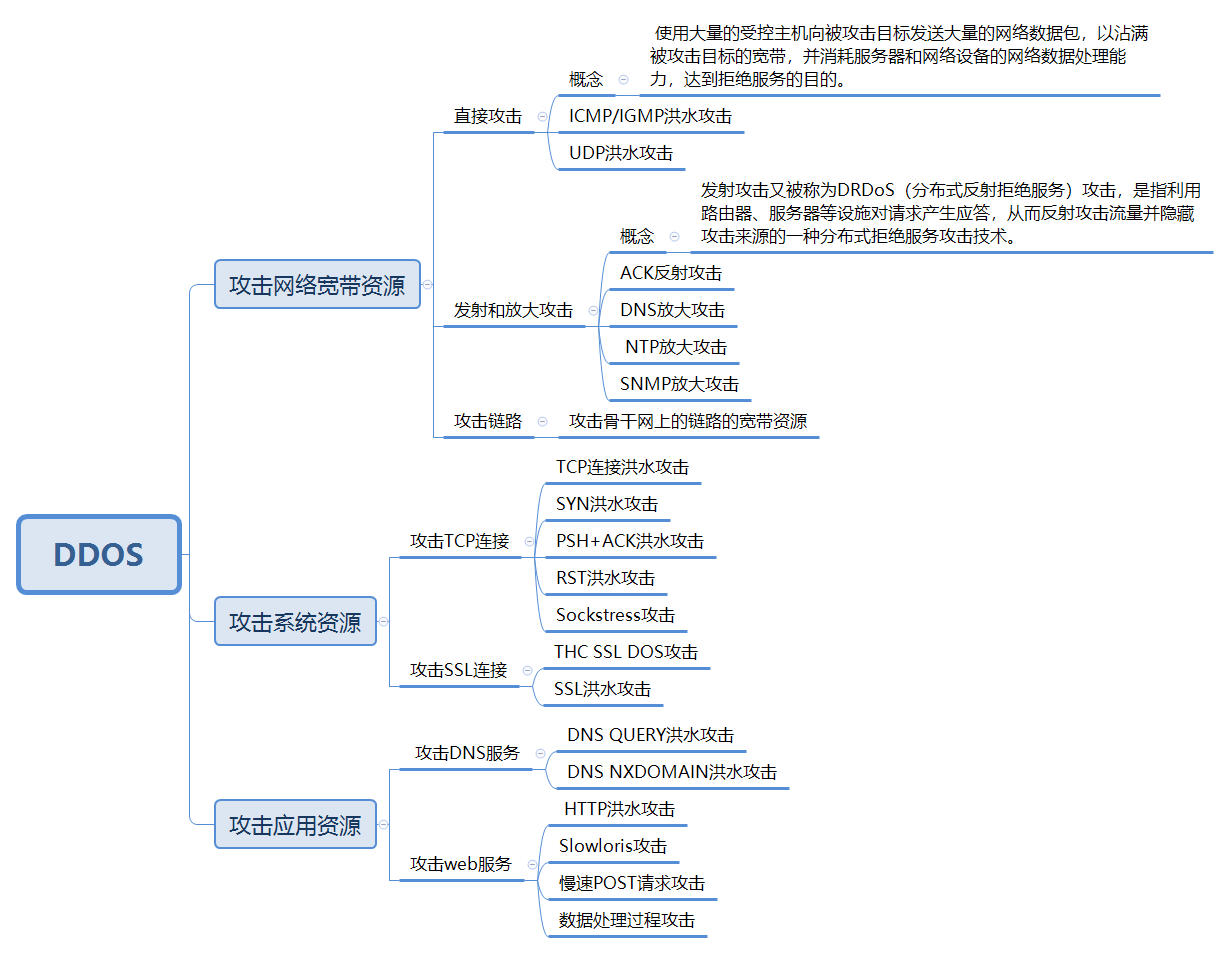 DDOS
攻击网络宽带资源
直接攻击
概念
使用大量的受控主机向被攻击目标发送大量的网络数据包，以沾满
被攻击目标的宽带，并消耗服务器和网络设备的网络数据处理能
力，达到拒绝服务的目的。
ICMP/IGMP洪水攻击
UDP洪水攻击
发射和放大攻击
概念
发射攻击又被称为DRDoS（分布式反射拒绝服务）攻击，是指利用
路由器、服务器等设施对请求产生应答，从而反射攻击流量并隐藏
攻击来源的一种分布式拒绝服务攻击技术。
ACK反射攻击
DNS放大攻击
NTP放大攻击
SNMP放大攻击
攻击链路
攻击骨干网上的链路的宽带资源
攻击系统资源
攻击TCP连接
TCP连接洪水攻击
SYN洪水攻击
PSH+ACK洪水攻击
RST洪水攻击
Sockstress攻击
攻击SSL连接
THC SSL DOS攻击
SSL洪水攻击
攻击应用资源
攻击DNS服务
DNS QUERY洪水攻击
DNS NXDOMAIN洪水攻击
攻击web服务
HTTP洪水攻击
Slowloris攻击
慢速POST请求攻击
数据处理过程攻击